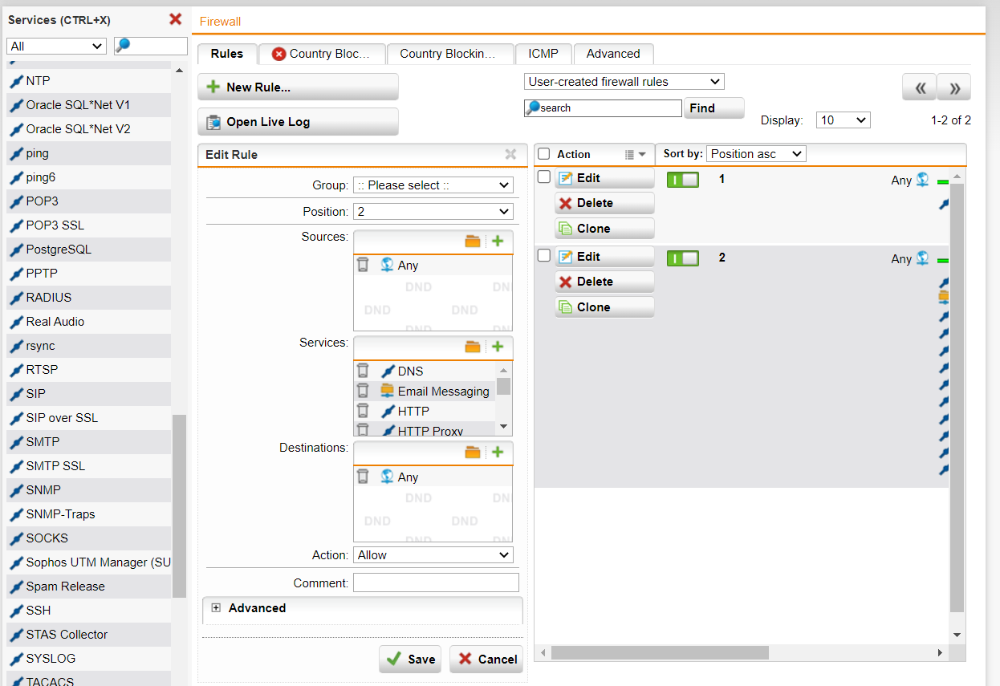 Services (CTRL+X)
All
NTP
Oracle SQL*Net V1
Oracle SQL*Net V2
ping
ping6
POP3
POP3 SSL
PostgreSQL
PPTP
RADIUS
Real Audio
rsync
RTSP
SIP
SIP over SSL
SMTP
SMTP SSL
SNMP
SNMP-Traps
SOCKS
Sophos UTM Manager (SU
Spam Release
SSH
STAS Collector
SYSLOG
TACACS
Firewall
Rules Country Bloc... Country Blockin... ICMP Advanced
New Rule...
Open Live Log
User-created firewall rules
search Find
Display: 10 1-2 of 2
Edit Rule
Group: :: Please select ::
Position: 2
Sources:
Any
DND DN
DND DND
DND DN
Services:
DNS
Email Messaging
HTTP
HTTP Proxy
Destinations:
Any
DND DN
DND DND
DND DN
Action: Allow
Comment:
Advanced
Save Cancel
Action Sort by: Position asc
Edit 1 Any
Delete
Clone
Edit 2 Any
Delete
Clone